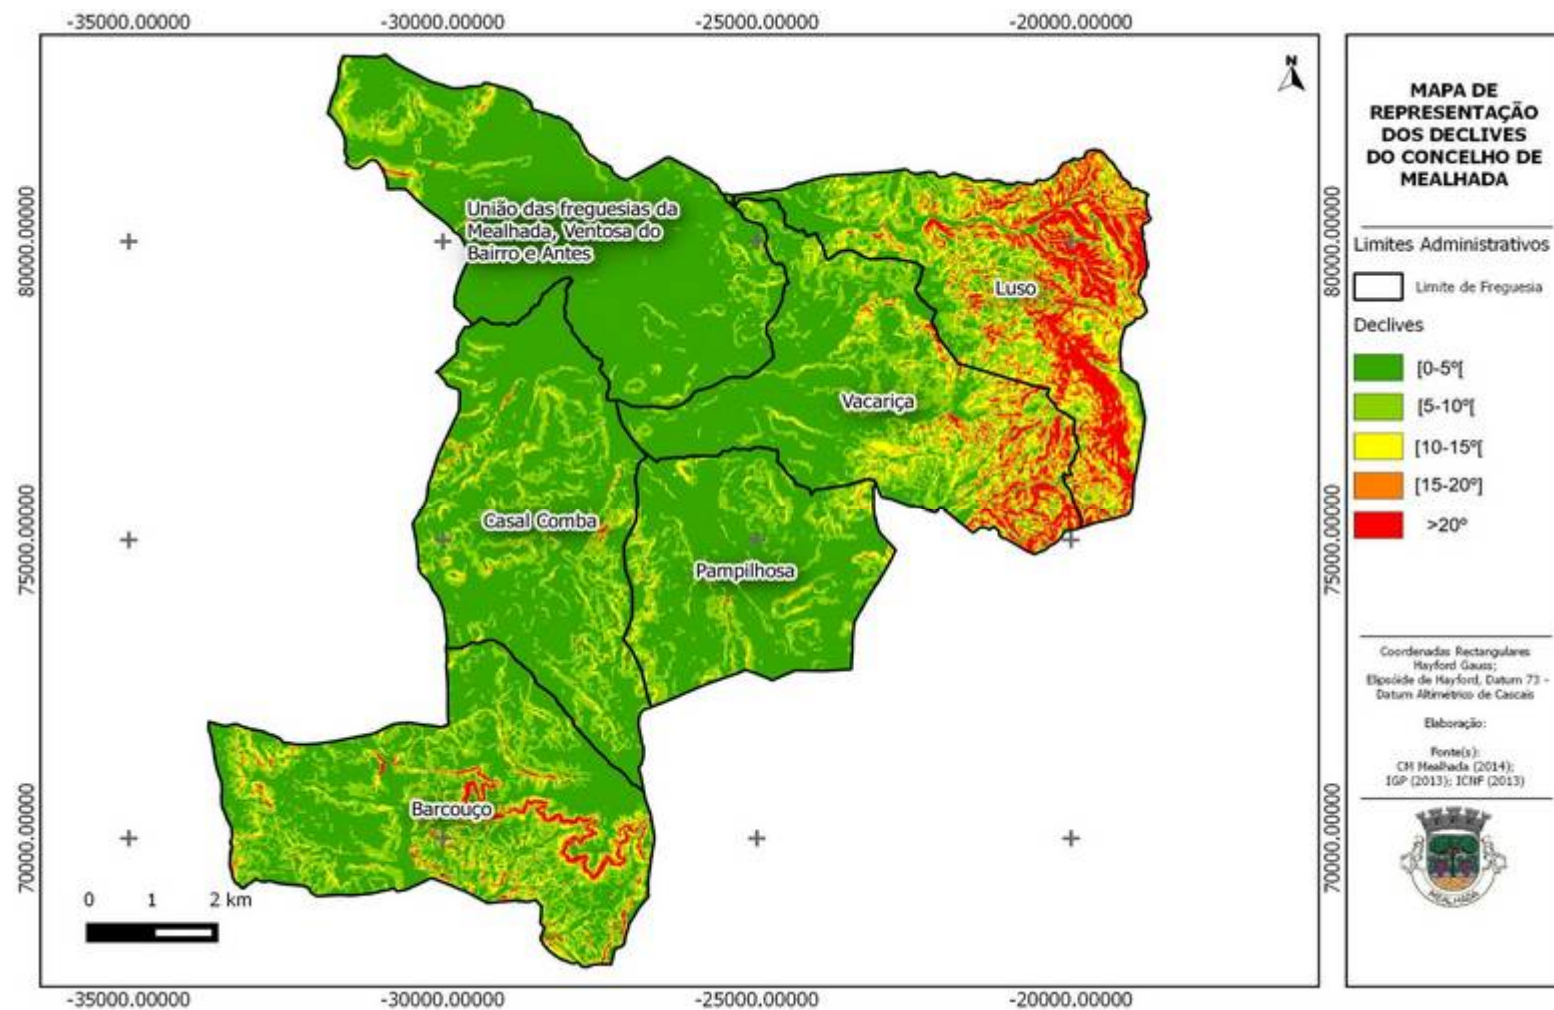 -35000.00000 -30000.00000 -25000.00000 -20000.00000
80000.00000
75000.00000
70000.00000
N
União das freguesias da
Mealhada, Ventosa do
Bairro e Antes
Luso
Vacariça
Casal Comba
Pampilhosa
Barcouço
0 1 2 km
80000.00000
75000.00000
70000.00000
-35000.00000 -30000.00000 -25000.00000 -20000.00000
MAPA DE
REPRESENTAÇÃO
DOS DECLIVES
DO CONCELHO DE
MEALHADA
Limites Administrativos
Limite de Freguesia
Declives
[0-5º[
[5-10º[
[10-15º[
[15-20º]
>20º
Coordenadas Rectangulares
Hayford Gauss;
Elipsóide de Hayford, Datum 73 -
Datum Altimétrico de Cascais
Elaboração:
Fonte(s):
CM Mealhada (2014);
IGP (2013); ICNF (2013)
MEALHADA